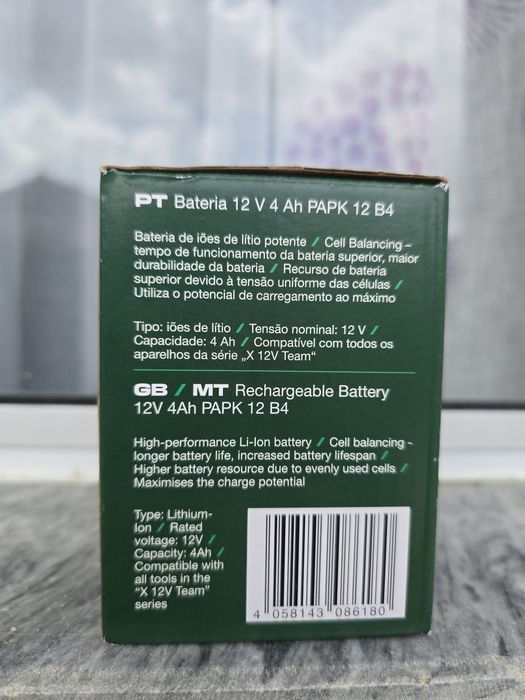 PT Bateria 12 V 4 Ah PAPK 12 B4
Bateria de iões de lítio potente / Cell Balancing –
tempo de funcionamento da bateria superior, maior
durabilidade da bateria / Recurso de bateria
superior devido à tensão uniforme das células /
Utiliza o potencial de carregamento ao máximo
Tipo: iões de lítio / Tensão nominal: 12 V /
Capacidade: 4 Ah / Compatível com todos os
aparelhos da série „X 12V Team“
GB / MT Rechargeable Battery
12V 4Ah PAPK 12 B4
High-performance Li-Ion battery / Cell balancing -
longer battery life, increased battery lifespan /
Higher battery resource due to evenly used cells /
Maximises the charge potential
Type: Lithium-
Ion / Rated
voltage: 12V /
Capacity: 4Ah /
Compatible with
all tools in the
“X 12V Team”
series
4 058143 086180